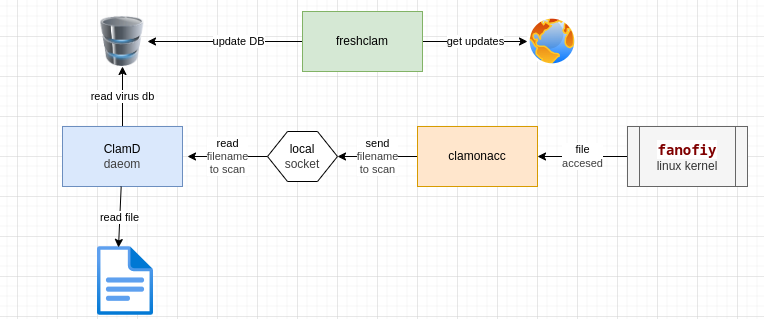 update DB
freshclam
get updates
read virus db
ClamD
daeom
read
filename
to scan
local
socket
send
filename
to scan
clamonacc
file
accesed
fanofiy
linux kernel
read file